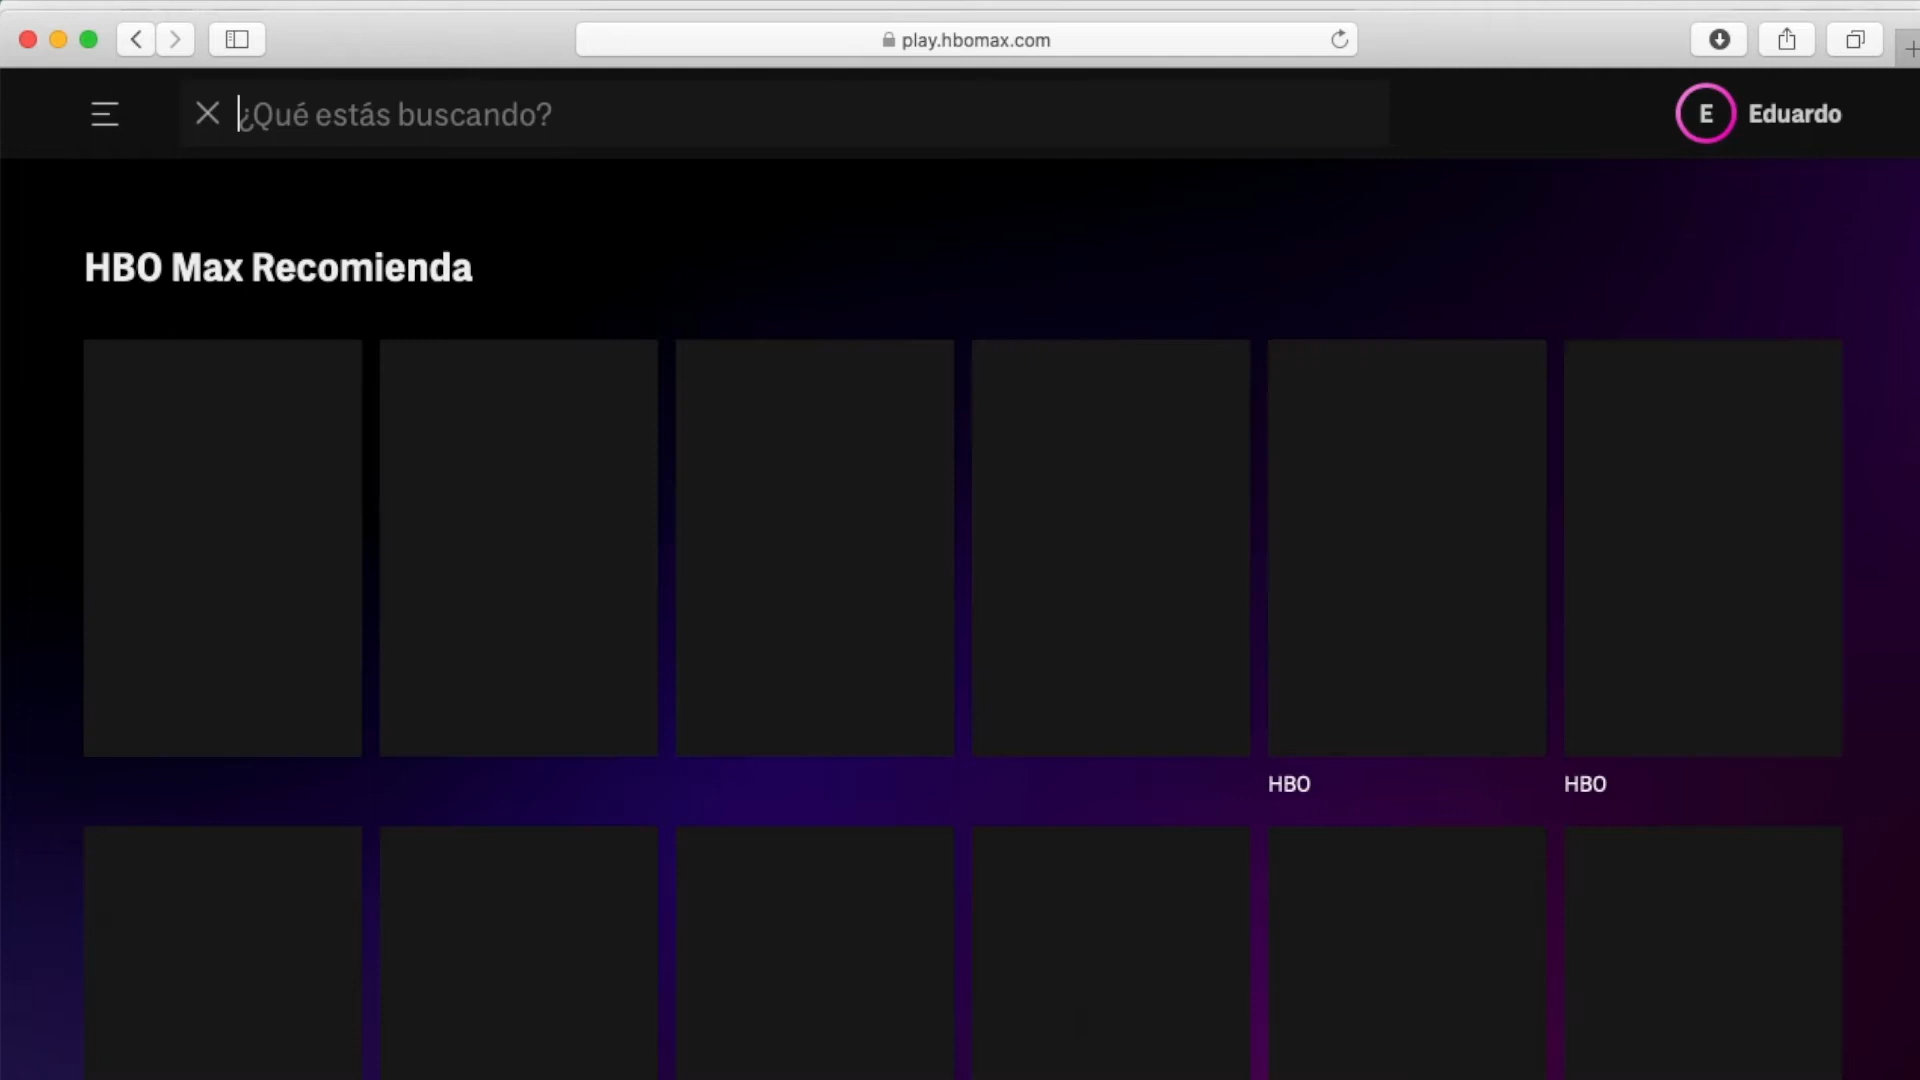 play.hbomax.com
¿Qué estás buscando?
E
Eduardo
HBO Max Recomienda
HBO
HBO